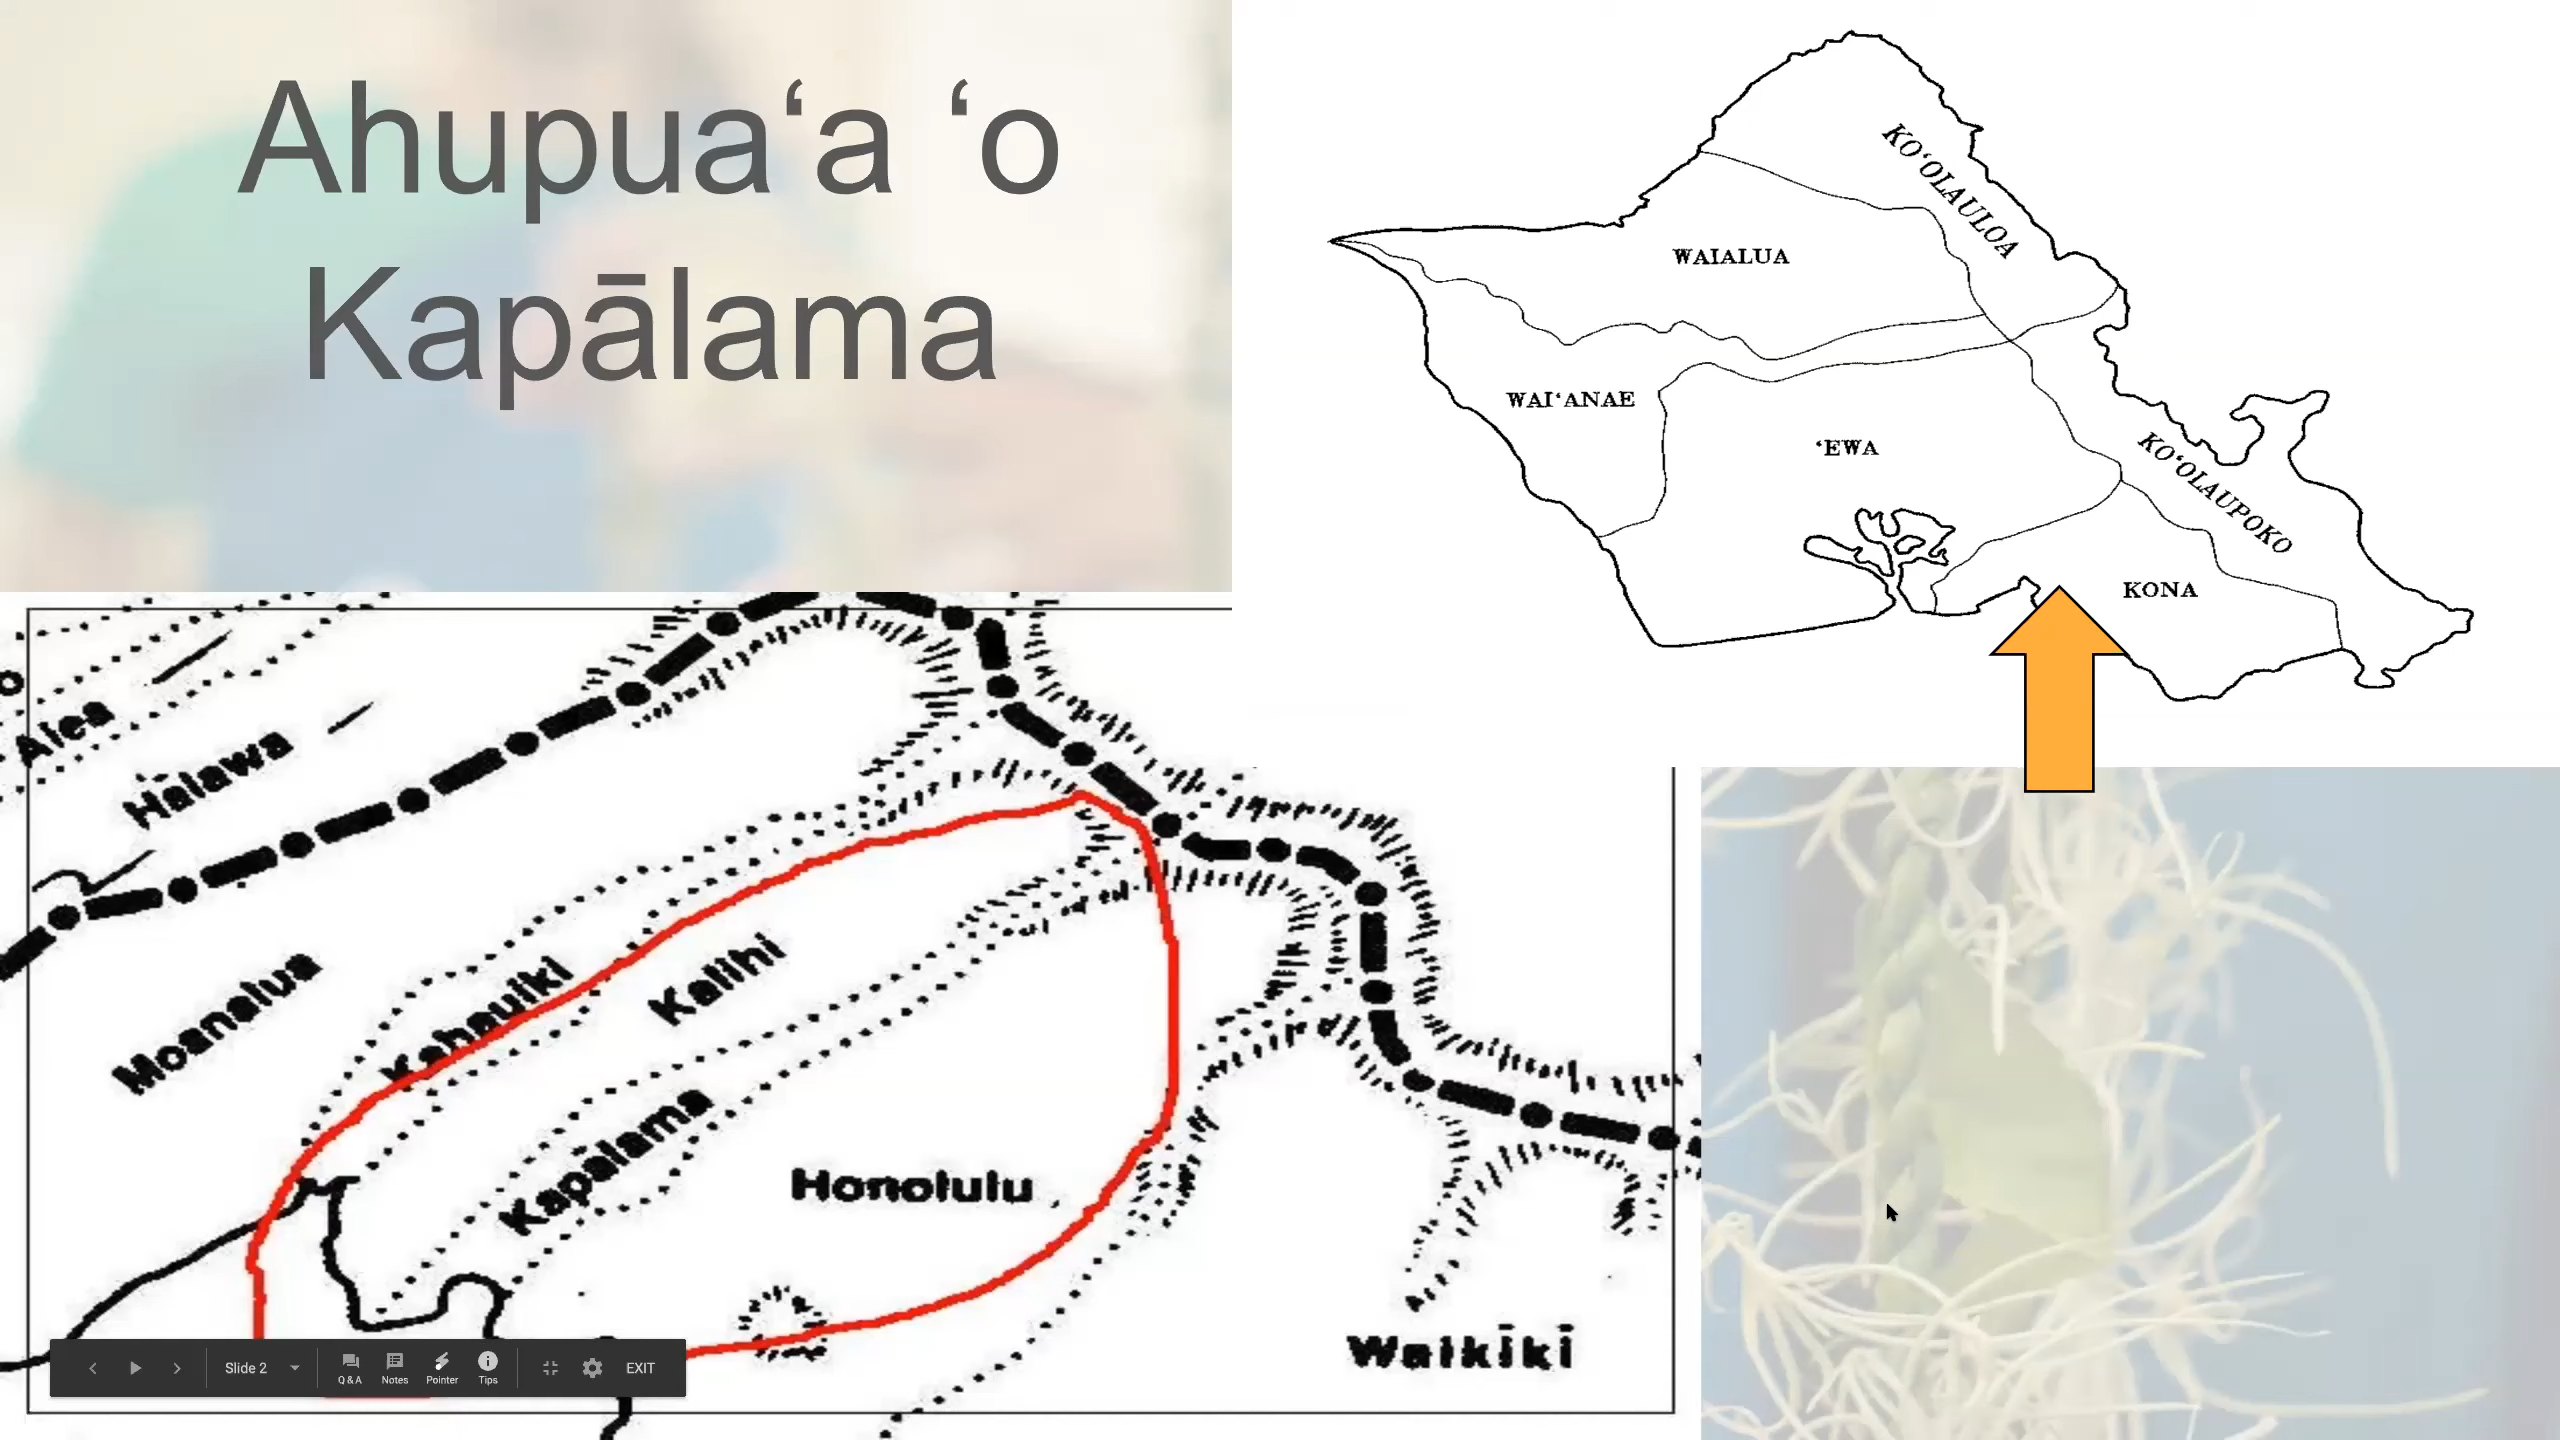 Ahupuaʻa ʻo
Kapālama
KOʻOLAULOA
WAIALUA
WAIʻANAE
ʻEWA
KOʻOLAUPOKO
KONA
Aiea
Halawa
Moanalua
Kahauiki
Kalihi
Kapalama
Honolulu
Waikiki
Slide 2
Q & A
Notes
Pointer
Tips
EXIT